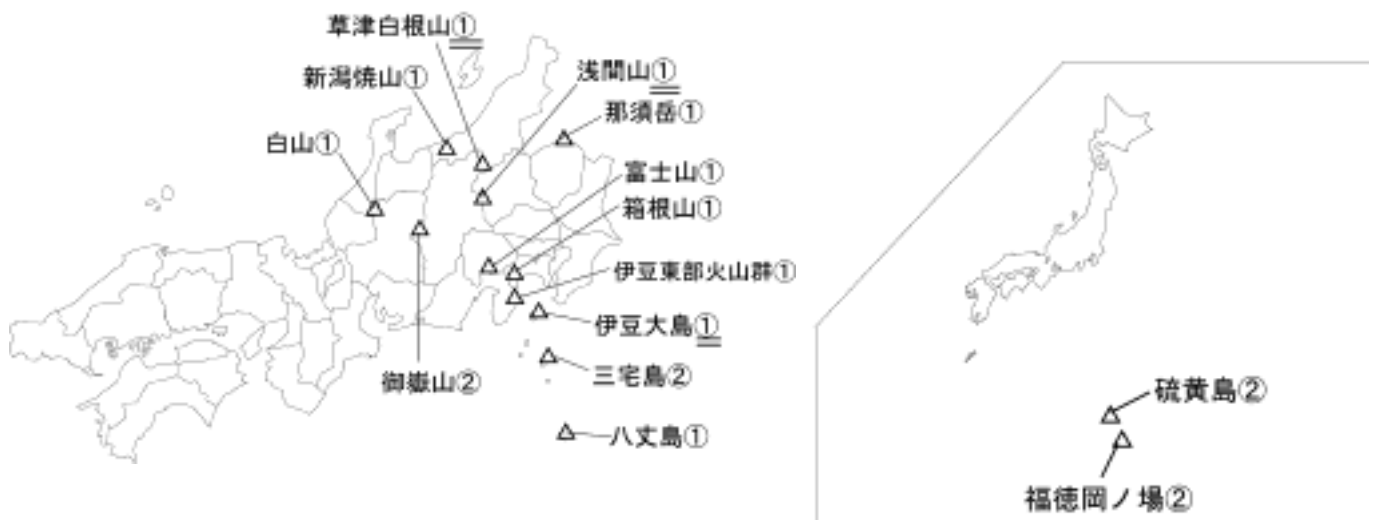 草津白根山①
浅間山①
新潟焼山①
那須岳①
白山①
富士山①
箱根山①
伊豆東部火山群①
伊豆大島①
三宅島②
御嶽山②
八丈島①
硫黄島②
福徳岡ノ場②